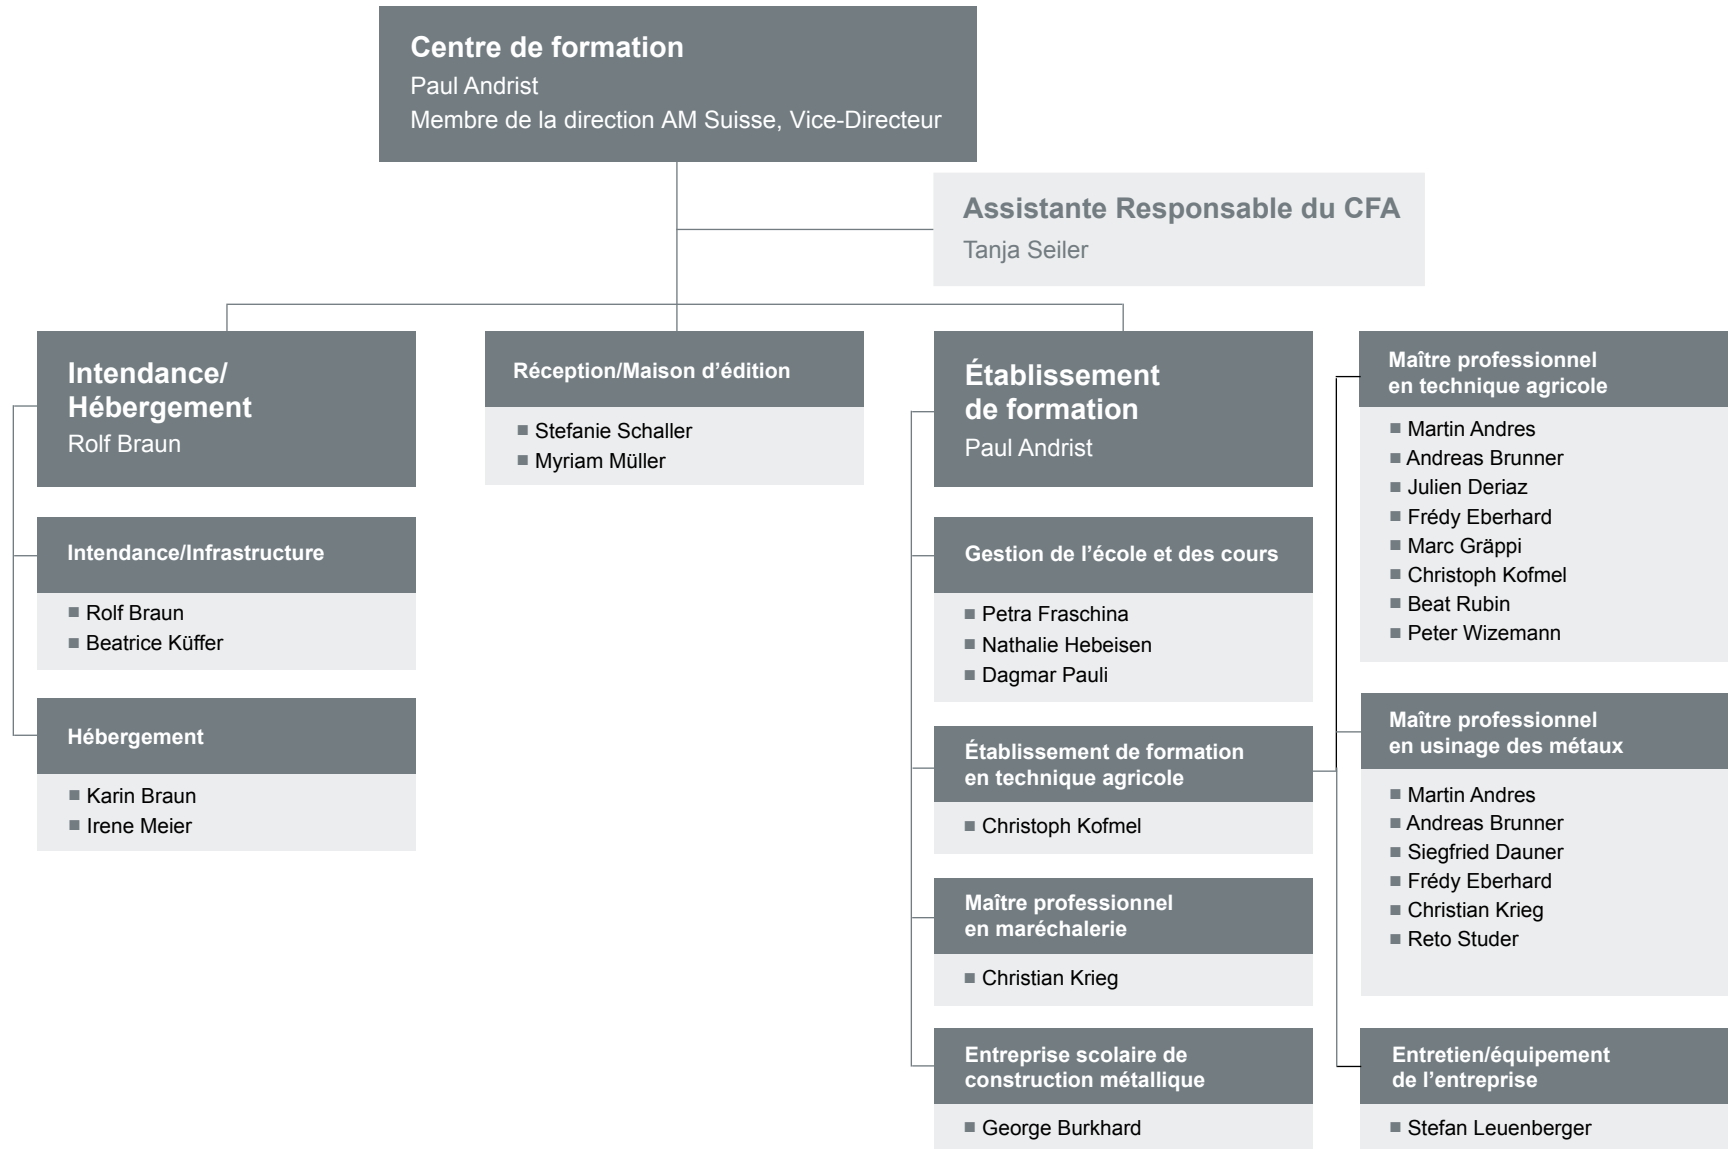 Centre de formation
Paul Andrist
Membre de la direction AM Suisse, Vice-Directeur
Assistante Responsable du CFA
Tanja Seiler
Intendance/
Hébergement
Rolf Braun
Intendance/Infrastructure
Rolf Braun
Beatrice Küffer
Hébergement
Karin Braun
Irene Meier
Réception/Maison d’édition
Stefanie Schaller
Myriam Müller
Établissement
de formation
Paul Andrist
Gestion de l’école et des cours
Petra Fraschina
Nathalie Hebeisen
Dagmar Pauli
Établissement de formation
en technique agricole
Christoph Kofmel
Maître professionnel
en maréchalerie
Christian Krieg
Entreprise scolaire de
construction métallique
George Burkhard
Maître professionnel
en technique agricole
Martin Andres
Andreas Brunner
Julien Deriaz
Frédy Eberhard
Marc Gräppi
Christoph Kofmel
Beat Rubin
Peter Wizemann
Maître professionnel
en usinage des métaux
Martin Andres
Andreas Brunner
Siegfried Dauner
Frédy Eberhard
Christian Krieg
Reto Studer
Entretien/équipement
de l’entreprise
Stefan Leuenberger